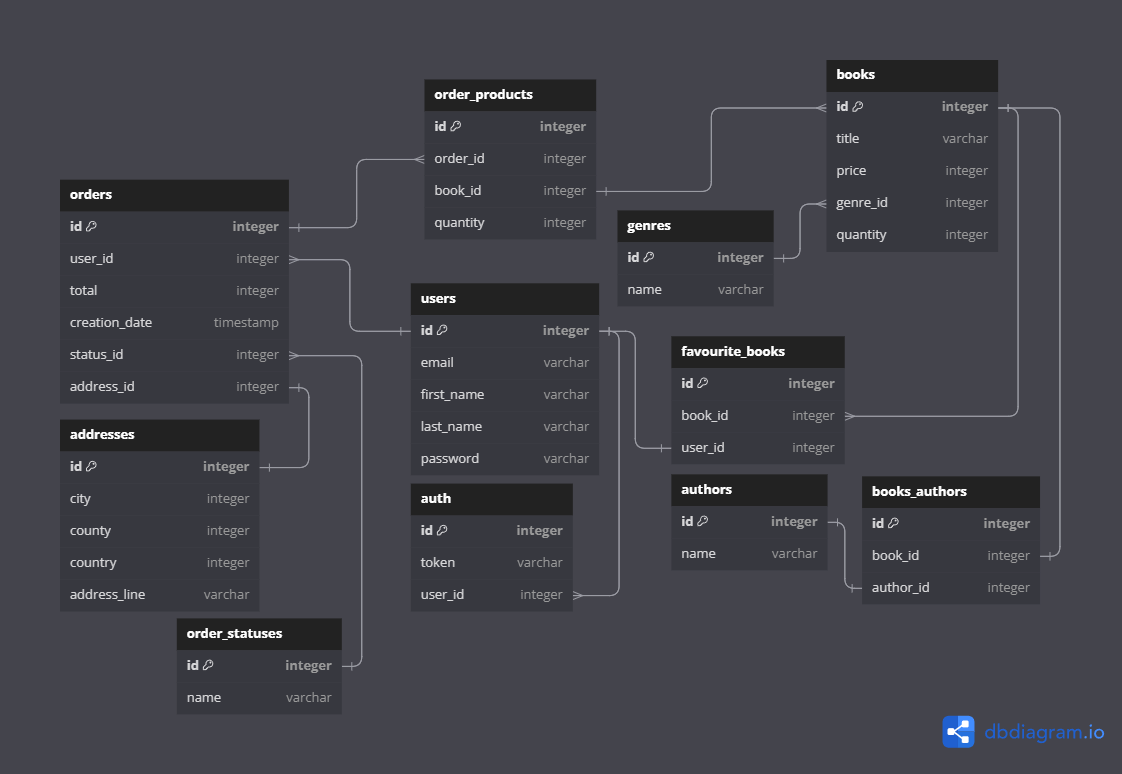 books
id integer
title varchar
price integer
genre_id integer
quantity integer
order_products
id integer
order_id integer
book_id integer
quantity integer
orders
id integer
user_id integer
total integer
creation_date timestamp
status_id integer
address_id integer
genres
id integer
name varchar
users
id integer
email varchar
first_name varchar
last_name varchar
password varchar
favourite_books
id integer
book_id integer
user_id integer
addresses
id integer
city integer
county integer
country integer
address_line varchar
auth
id integer
token varchar
user_id integer
authors
id integer
name varchar
books_authors
id integer
book_id integer
author_id integer
order_statuses
id integer
name varchar
dbdiagram.io